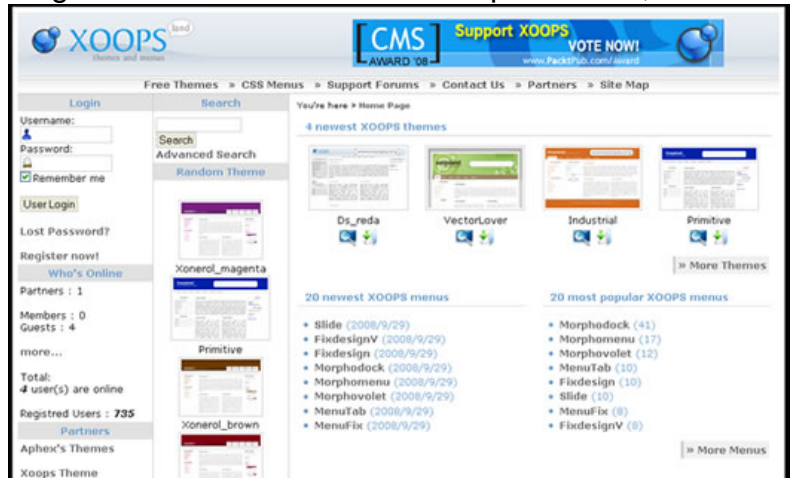 XOOPS land
themes and menus
CMS
AWARD '08
Support XOOPS
VOTE NOW!
www.PacktPub.com/award
Free Themes » CSS Menus » Support Forums » Contact Us » Partners » Site Map
Login
Username:
Password:
Remember me
User Login
Lost Password?
Register now!
Who's Online
Partners : 1
Members : 0
Guests : 4
more...
Total:
4 user(s) are online
Registred Users : 735
Partners
Aphex's Themes
Xoops Theme
Search
Search
Advanced Search
Random Theme
Xonerol_magenta
Primitive
Xonerol_brown
You're here » Home Page
4 newest XOOPS themes
Ds_reda
VectorLover
Industrial
Primitive
» More Themes
20 newest XOOPS menus
Slide (2008/9/29)
FixdesignV (2008/9/29)
Fixdesign (2008/9/29)
Morphodock (2008/9/29)
Morphomenu (2008/9/29)
Morphovolet (2008/9/29)
MenuTab (2008/9/29)
MenuFix (2008/9/29)
20 most popular XOOPS menus
Morphodock (41)
Morphomenu (17)
Morphovolet (12)
MenuTab (10)
Fixdesign (10)
Slide (10)
MenuFix (8)
FixdesignV (8)
» More Menus